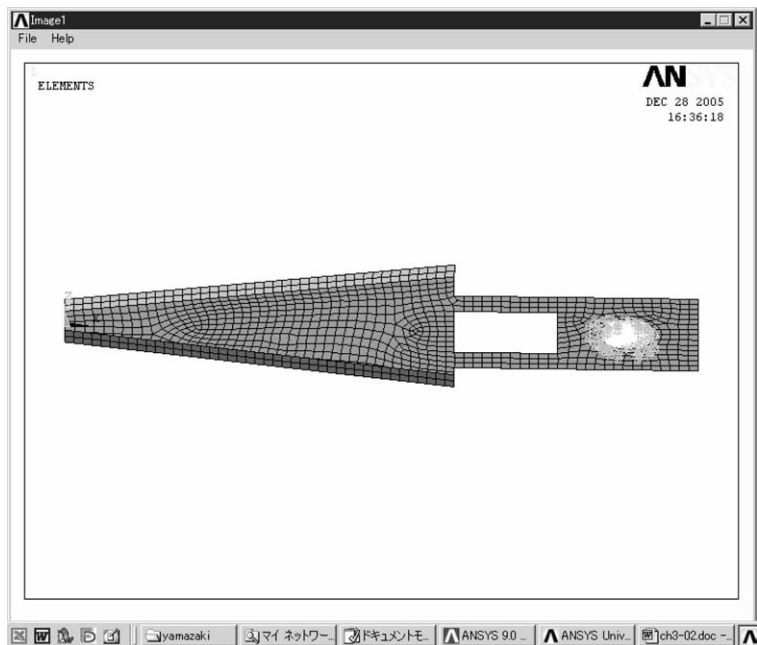 Image1
File Help
1
ELEMENTS
ANSYS
DEC 28 2005
16:36:18
Z
X
yamazaki
マイ ネットワー...
ドキュメントモ...
ANSYS 9.0 ...
ANSYS Univ...
ch3-02.doc -...